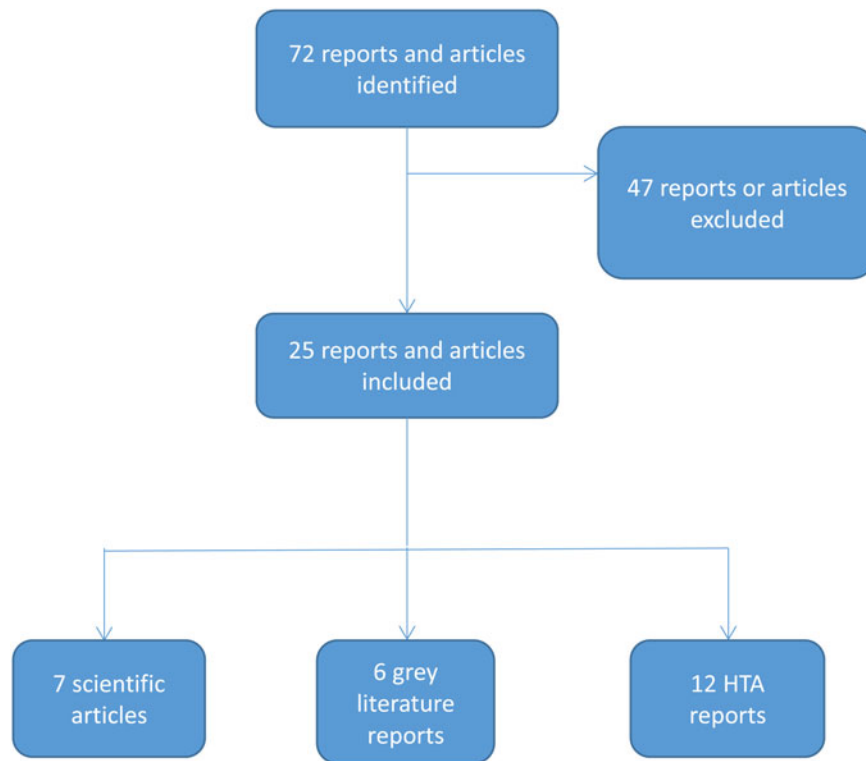 72 reports and articles
identified
47 reports or articles
excluded
25 reports and articles
included
7 scientific
articles
6 grey
literature
reports
12 HTA
reports